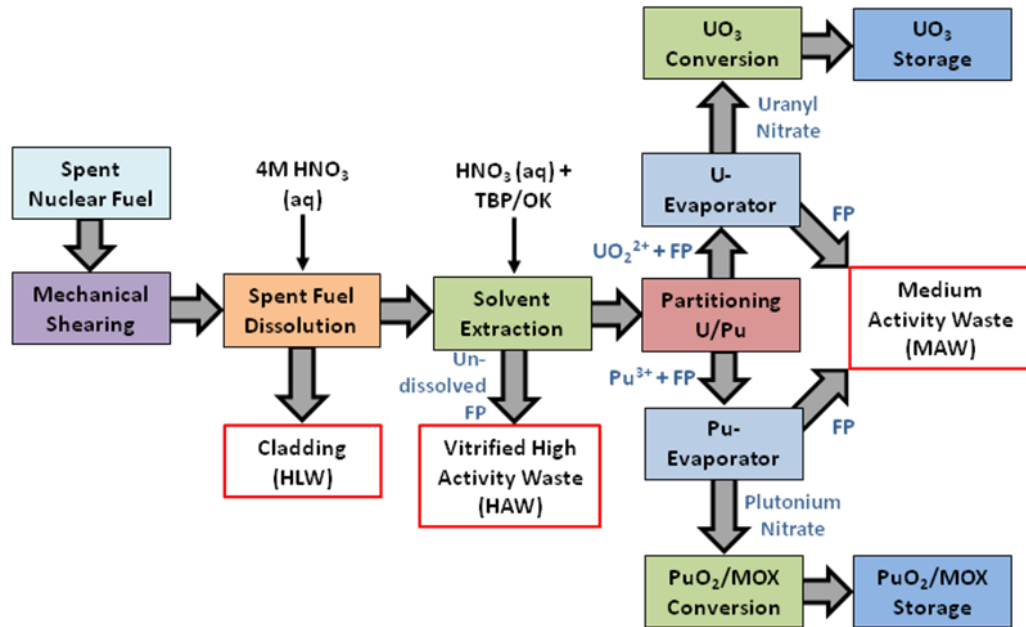 UO₃
Conversion
UO₃
Storage
Uranyl
Nitrate
Spent
Nuclear Fuel
4M HNO₃
(aq)
HNO₃ (aq) +
TBP/OK
U-
Evaporator
FP
UO₂²⁺ + FP
Mechanical
Shearing
Spent Fuel
Dissolution
Solvent
Extraction
Partitioning
U/Pu
Medium
Activity Waste
(MAW)
Un-
dissolved
FP
Pu³⁺ + FP
Cladding
(HLW)
Vitrified High
Activity Waste
(HAW)
Pu-
Evaporator
FP
Plutonium
Nitrate
PuO₂/MOX
Conversion
PuO₂/MOX
Storage